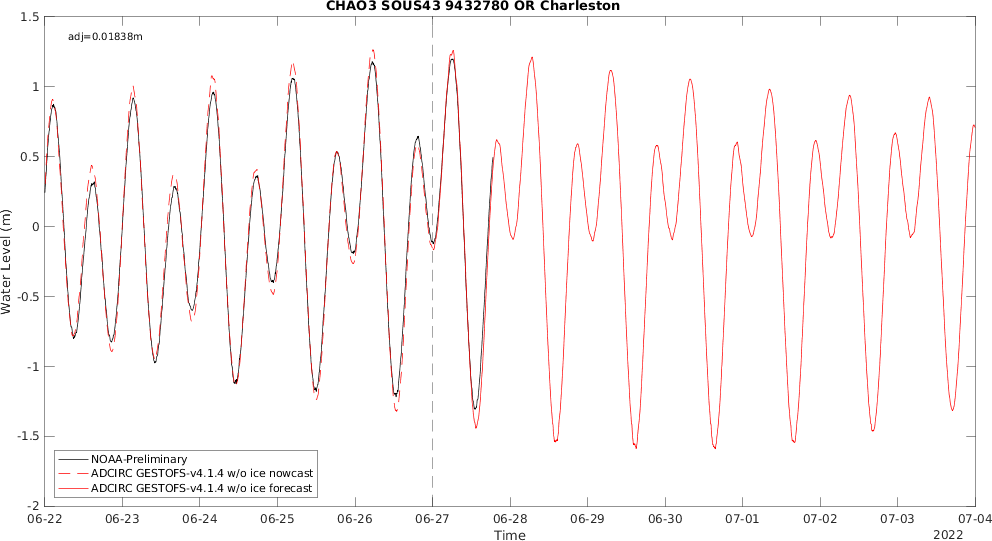 CHAO3 SOUS43 9432780 OR Charleston
adj=0.01838m
Water Level (m)
1.5
1
0.5
0
-0.5
-1
-1.5
-2
NOAA-Preliminary
ADCIRC GESTOFS-v4.1.4 w/o ice nowcast
ADCIRC GESTOFS-v4.1.4 w/o ice forecast
06-22 06-23 06-24 06-25 06-26 06-27 06-28 06-29 06-30 07-01 07-02 07-03 07-04
Time
2022